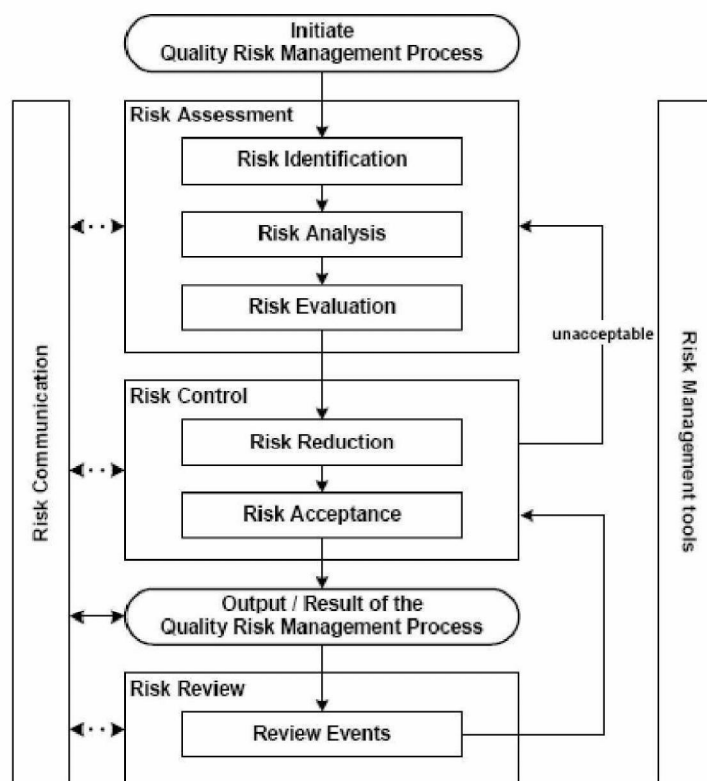 Initiate
Quality Risk Management Process
Risk Assessment
Risk Identification
Risk Analysis
Risk Evaluation
unacceptable
Risk Control
Risk Reduction
Risk Acceptance
Output / Result of the
Quality Risk Management Process
Risk Review
Review Events
Risk Communication
Risk Management tools